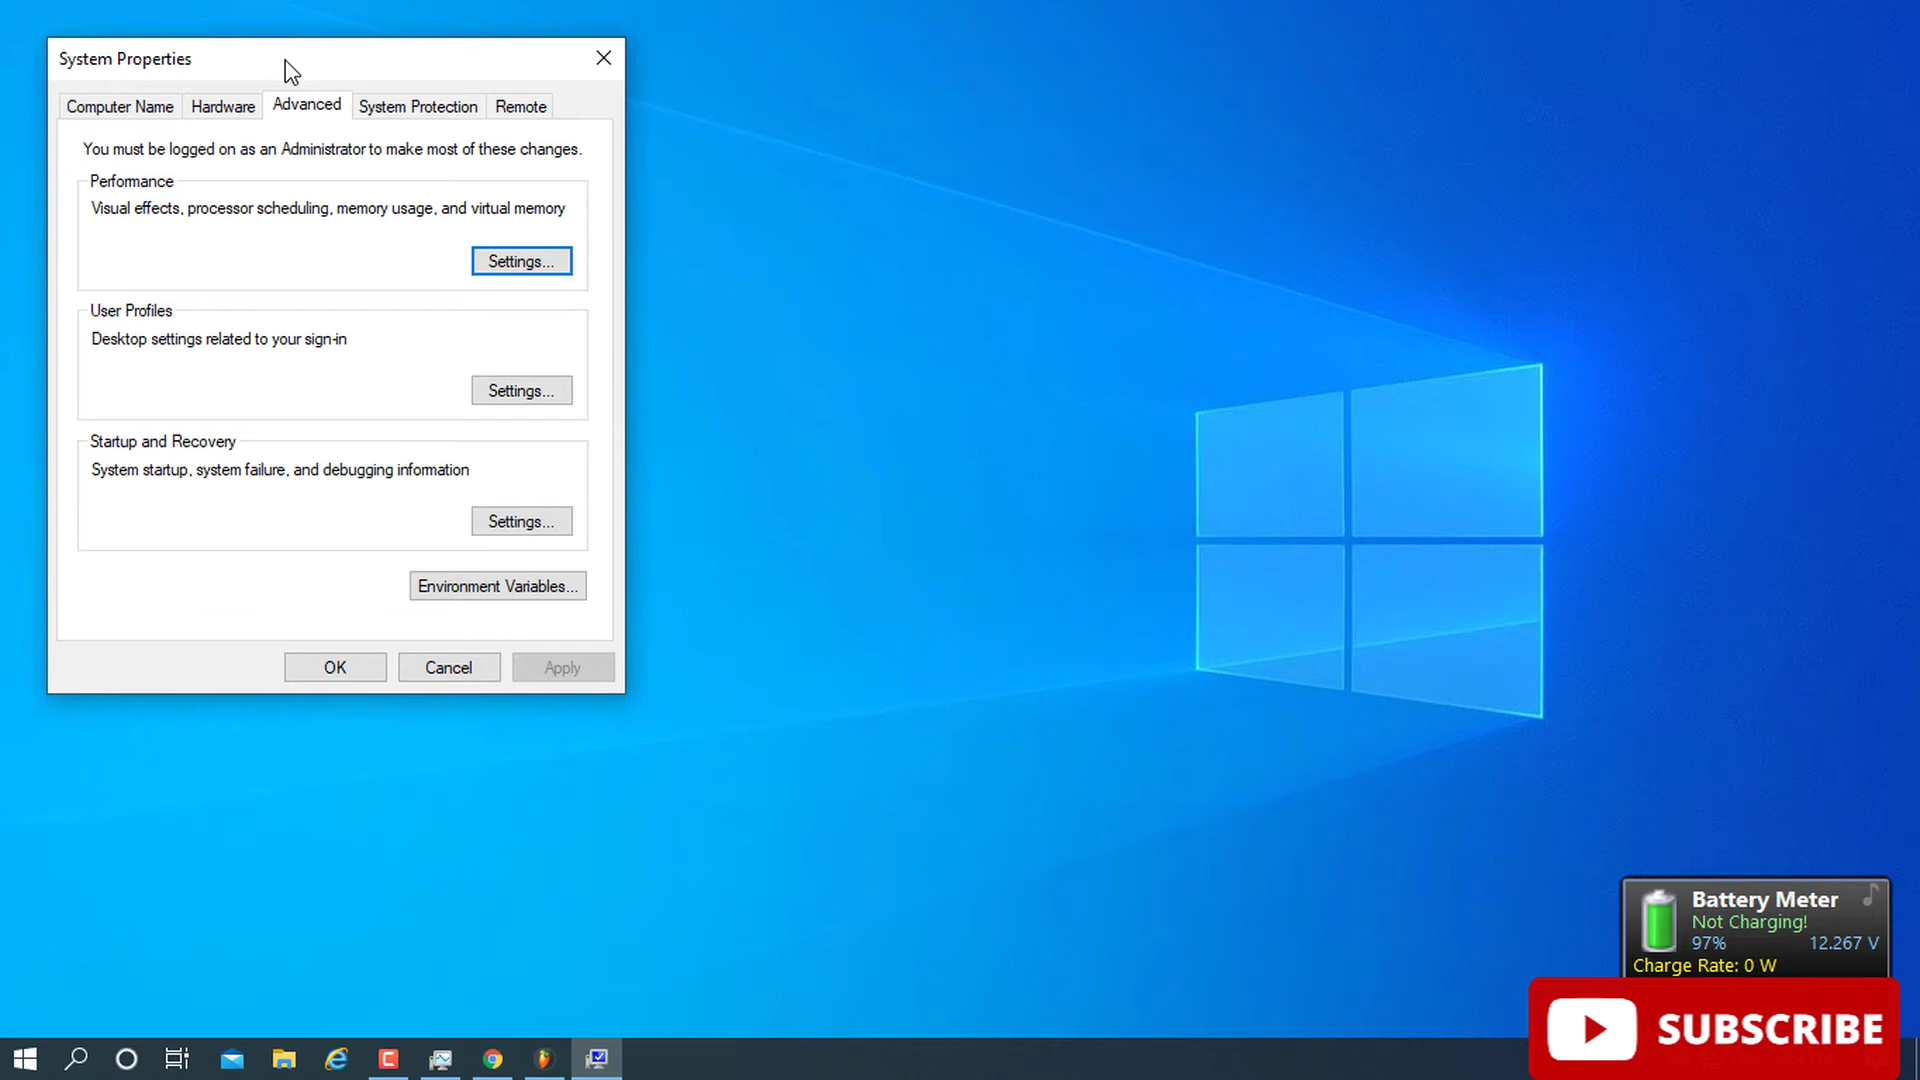 System Properties
Computer Name
Hardware
Advanced
System Protection
Remote
You must be logged on as an Administrator to make most of these changes.
Performance
Visual effects, processor scheduling, memory usage, and virtual memory
Settings...
User Profiles
Desktop settings related to your sign-in
Settings...
Startup and Recovery
System startup, system failure, and debugging information
Settings...
Environment Variables...
OK
Cancel
Apply
Battery Meter
Not Charging!
97%
12.267 V
Charge Rate: 0 W
SUBSCRIBE